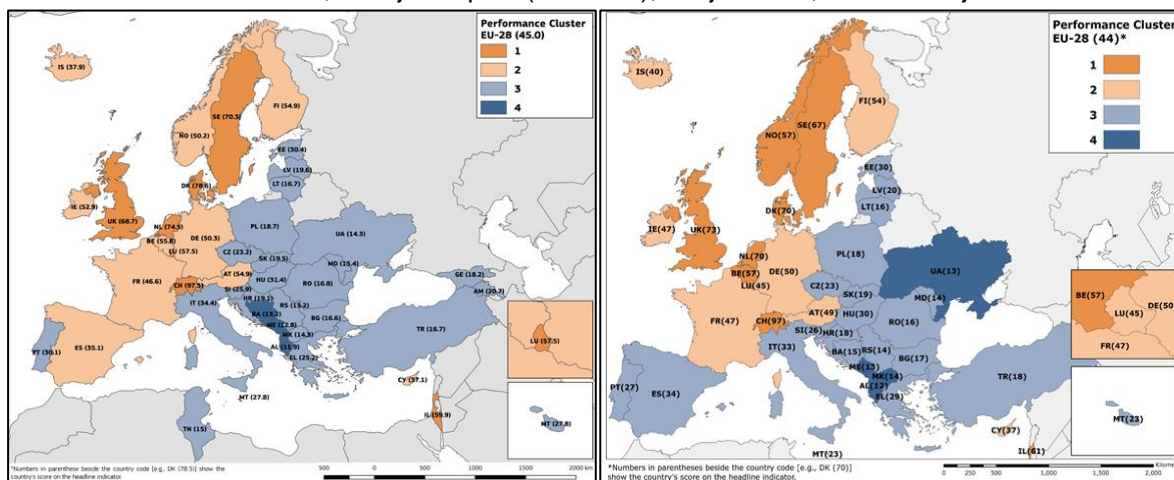 Performance Cluster
EU-28 (45.0)
1
2
3
4
IS (37.9)
SE (70.3)
FI (54.9)
NO (50.2)
EE (30.4)
LV (19.6)
LT (16.7)
DK (78.6)
IE (52.9)
UK (68.7)
NL (74.5)
BE (55.8)
LU (57.5)
DE (50.3)
PL (18.7)
CZ (23.2)
SK (19.5)
UA (14.3)
FR (46.6)
CH (97.5)
AT (54.9)
HU (31.4)
MD (15.4)
SI (25.9)
HR (19.1)
RO (16.8)
IT (34.4)
BA (13.2)
RS (15.2)
ME (12.8)
BG (16.6)
MK (14.3)
AL (11.9)
EL (25.2)
GE (18.2)
AM (20.7)
TR (16.7)
ES (35.1)
CY (37.1)
MT (27.8)
IL (59.9)
TN (15)
LU (57.5)
MT (27.8)
*Numbers in parenthese beside the country code [e.g., DK (78.5)] show the
country's score on the headline indicator.
500 0 500 1000 1500 2000 km
Performance Cluster
EU-28 (44)*
1
2
3
4
IS(40)
FI(54)
SE(67)
NO(57)
EE(30)
LV(20)
LT(16)
DK(70)
IE(47)
UK(73)
NL(70)
BE(57)
DE(50)
LU(45)
PL(18)
CZ(23)
SK(19)
UA(13)
MD(14)
FR(47)
CH(97)
AT(49)
HU(30)
SI(26)
HR(18)
RO(16)
IT(33)
BA(15)
RS(14)
ME(13)
BG(17)
MK(14)
AL(12)
EL(29)
TR(18)
PT(27)
ES(34)
CY(37)
MT(23)
IL(61)
BE(57)
DE(50
LU(45)
FR(47)
MT(23)
*Numbers in parentheses beside the country code [e.g., DK (70)]
show the country's score on the headline indicator.
0 500 1,000 1,500 2,000